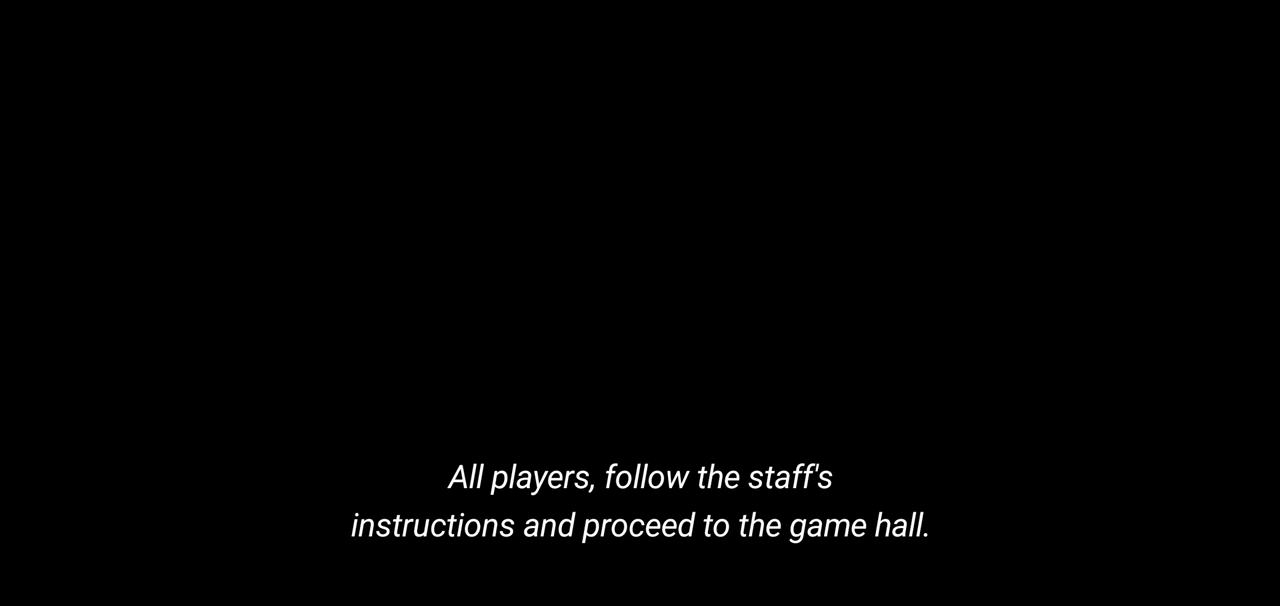 All players, follow the staff's
instructions and proceed to the game hall.